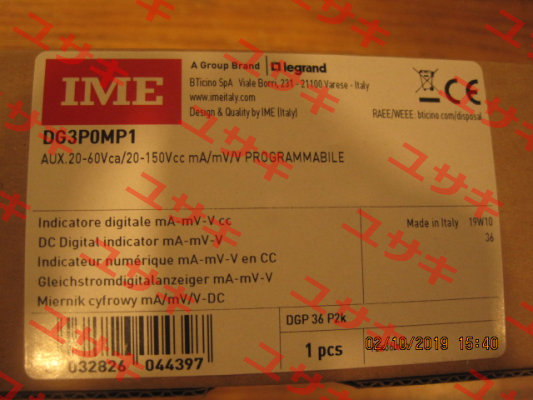 IME
A Group Brand legrand
BTicino SpA Viale Borri, 231 - 21100 Varese - Italy
www.imeitaly.com
Design & Quality by IME (Italy)
CE
RAEE/WEEE: bticino.com/disposal
DG3P0MP1
AUX.20-60Vca/20-150Vcc mA/mV/V PROGRAMMABILE
Indicatore digitale mA-mV-V cc
DC Digital indicator mA-mV-V
Indicateur numérique mA-mV-V en CC
Gleichstromdigitalanzeiger mA-mV-V
Miernik cyfrowy mA/mV/V-DC
Made in Italy 19W10
36
DGP 36 P2k
1 pcs
032826 044397
02/10/2019 15:40
ユサキ